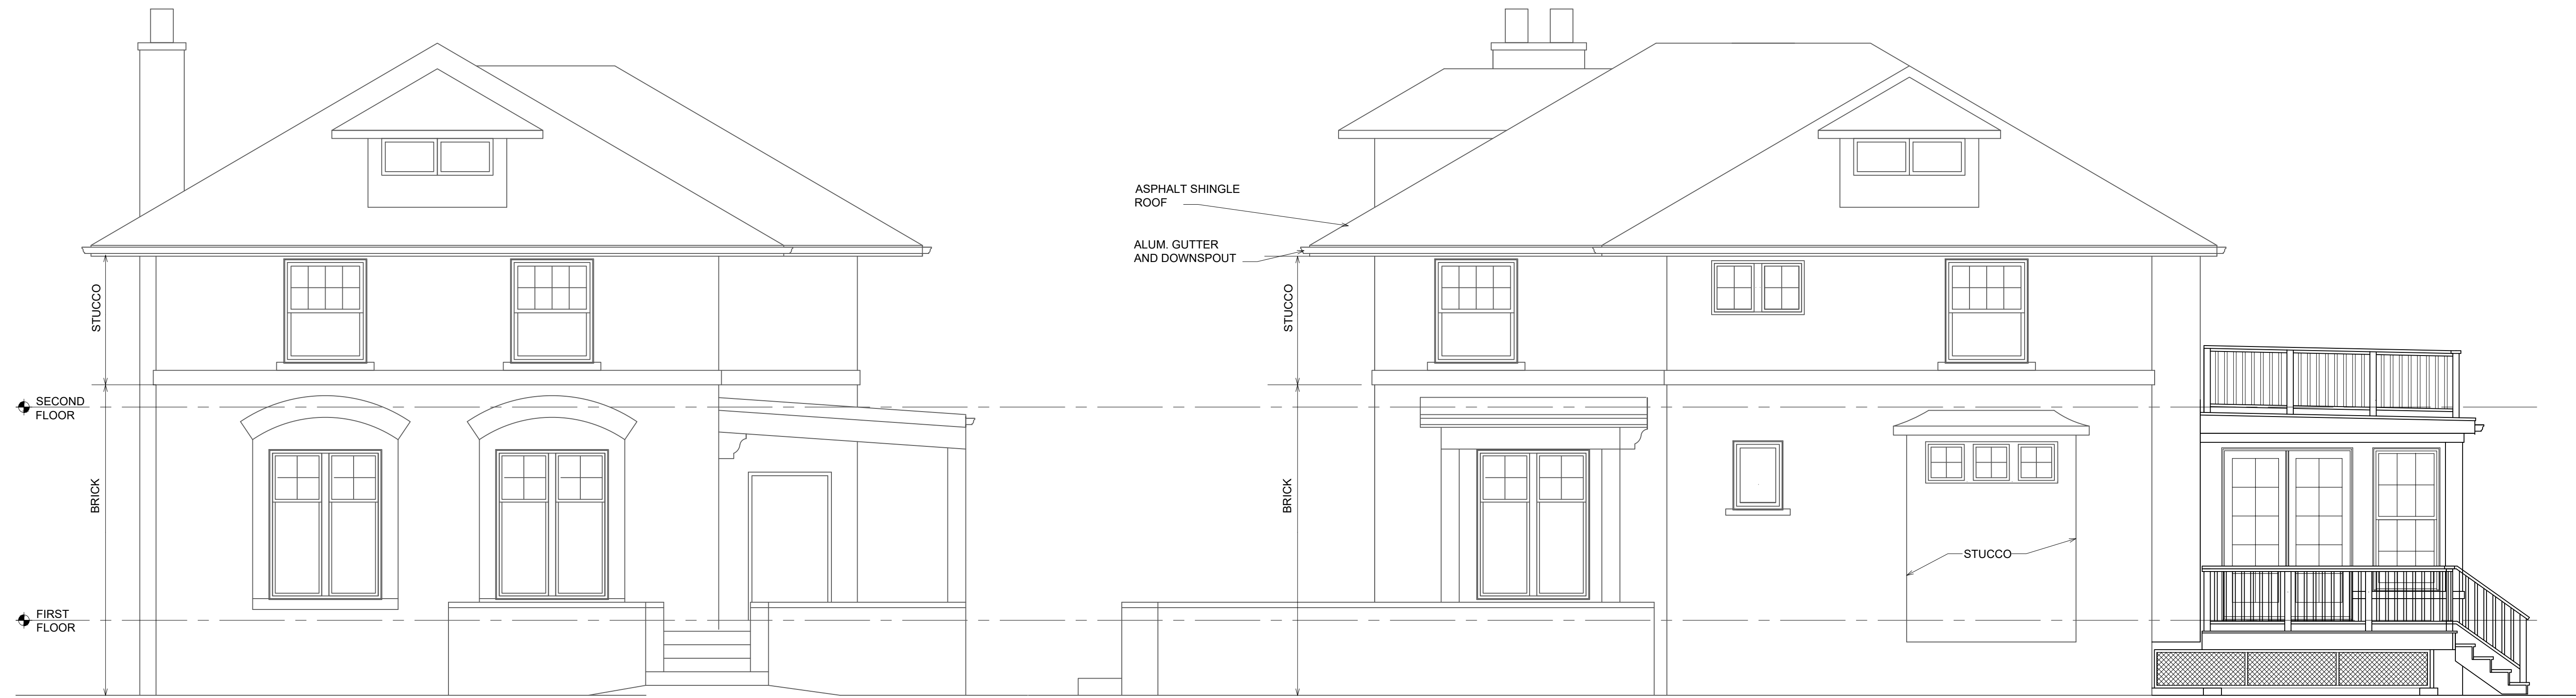 STUCCO
SECOND
FLOOR
BRICK
FIRST
FLOOR
ASPHALT SHINGLE
ROOF
ALUM. GUTTER
AND DOWNSPOUT
STUCCO
BRICK
STUCCO